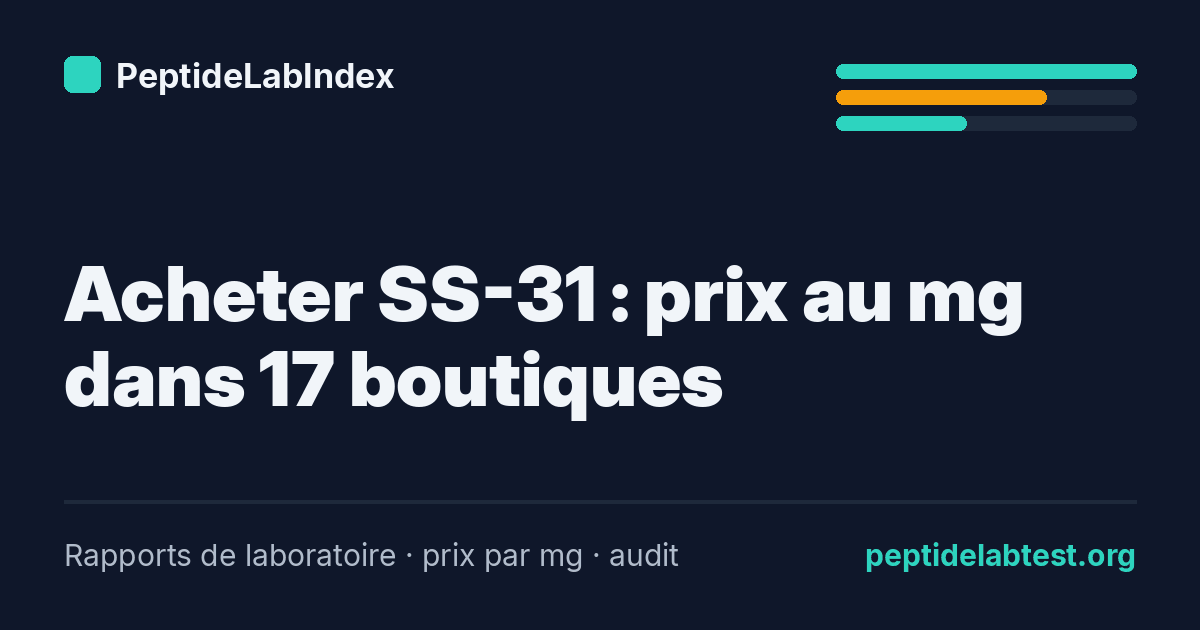 PeptideLabIndex
Acheter SS-31 : prix au mg
dans 17 boutiques
Rapports de laboratoire · prix par mg · audit
peptidelabtest.org